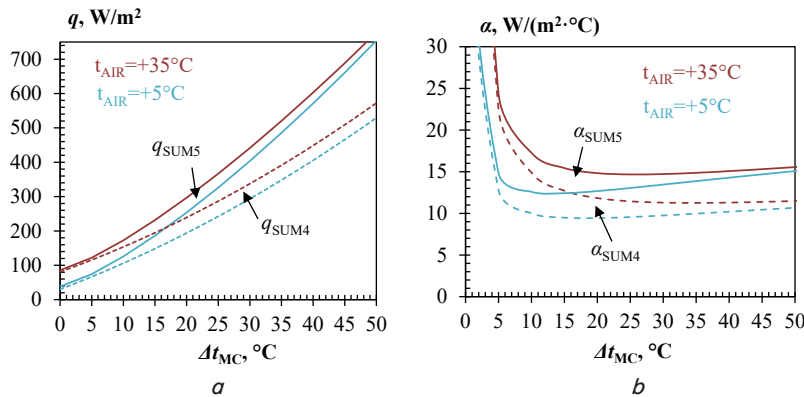 q, W/m²
t_AIR=+35°C
t_AIR=+5°C
700
600
500
400
300
200
100
0
q_SUM5
q_SUM4
0 5 10 15 20 25 30 35 40 45 50
Δt_MC, °C
a
α, W/(m²·°C)
t_AIR=+35°C
t_AIR=+5°C
30
25
20
15
10
5
0
α_SUM5
α_SUM4
0 5 10 15 20 25 30 35 40 45 50
Δt_MC, °C
b